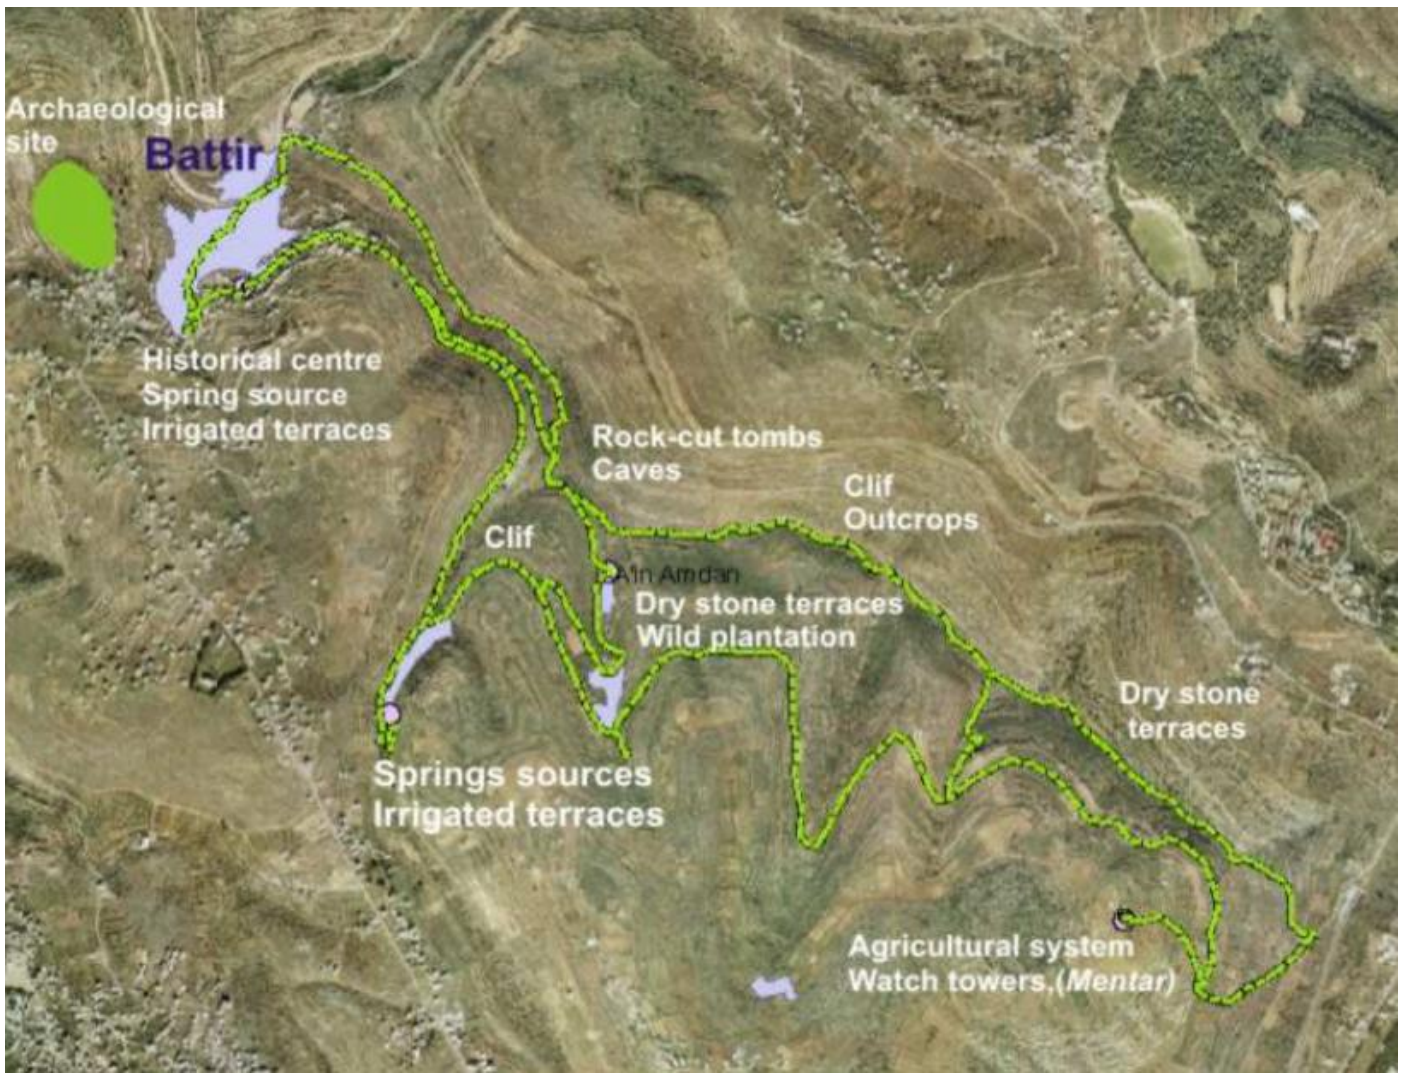 Archaeological
site
Battir
Historical centre
Spring source
Irrigated terraces
Rock-cut tombs
Caves
Clif
Outcrops
Clif
A'in Amdan
Dry stone terraces
Wild plantation
Dry stone
terraces
Springs sources
Irrigated terraces
Agricultural system
Watch towers.(Mentar)